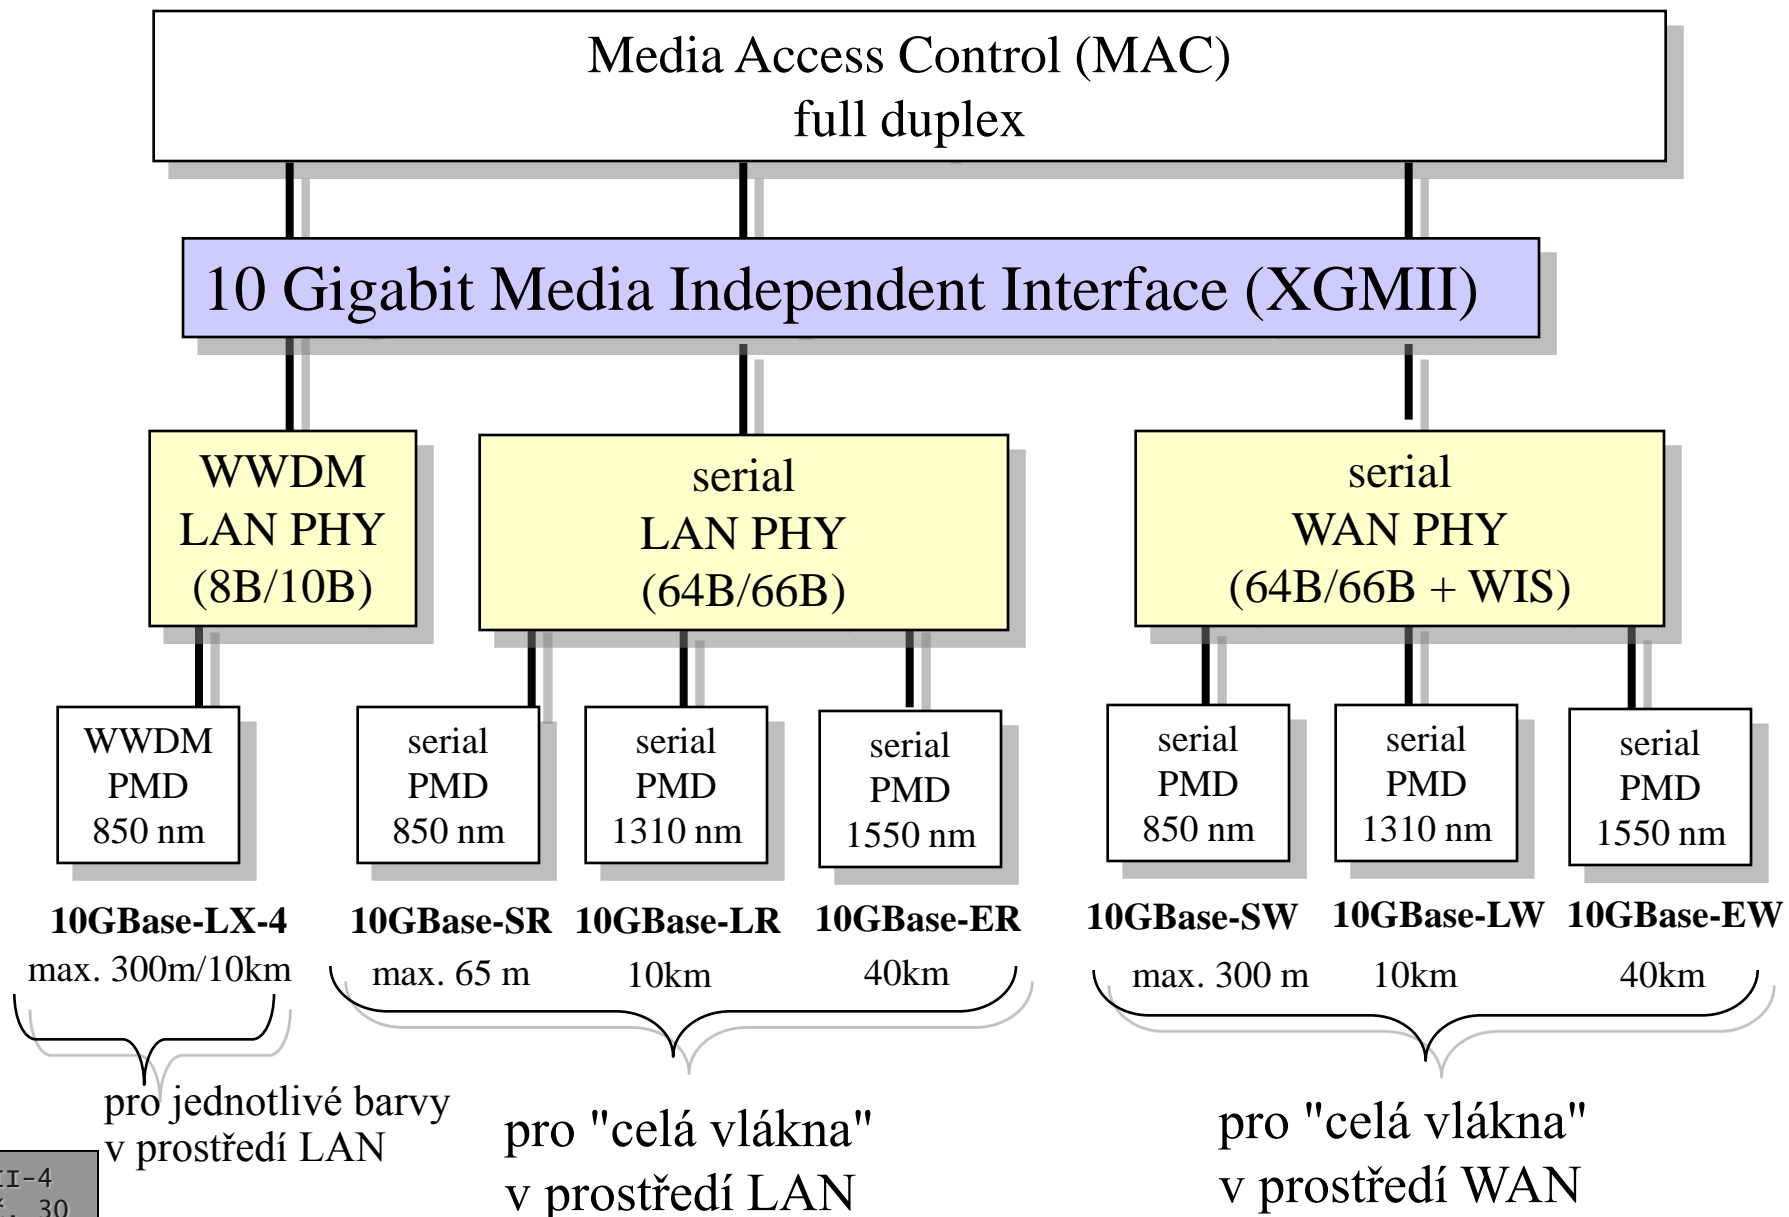 Media Access Control (MAC)
full duplex
10 Gigabit Media Independent Interface (XGMII)
WWDM
LAN PHY
(8B/10B)
serial
LAN PHY
(64B/66B)
serial
WAN PHY
(64B/66B + WIS)
WWDM
PMD
850 nm
serial
PMD
850 nm
serial
PMD
1310 nm
serial
PMD
1550 nm
serial
PMD
850 nm
serial
PMD
1310 nm
serial
PMD
1550 nm
10GBase-LX-4
max. 300m/10km
10GBase-SR
max. 65 m
10GBase-LR
10km
10GBase-ER
40km
10GBase-SW
max. 300 m
10GBase-LW
10km
10GBase-EW
40km
pro jednotlivé barvy
v prostředí LAN
pro "celá vlákna"
v prostředí LAN
pro "celá vlákna"
v prostředí WAN
30